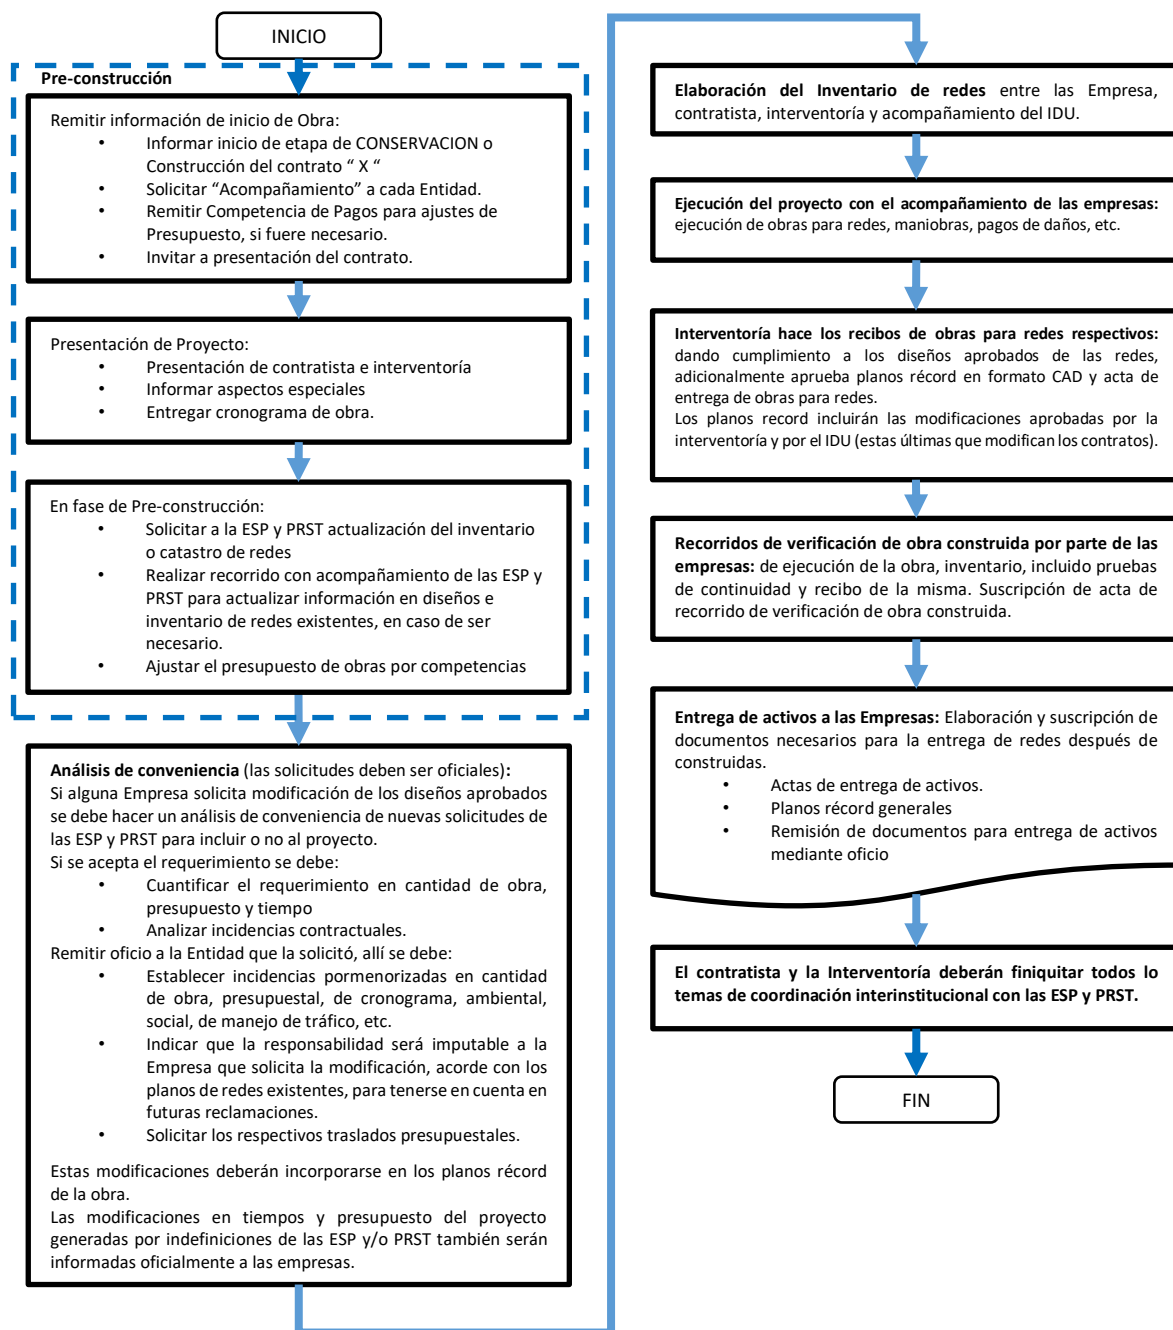 INICIO
Pre-construcción
Remitir información de inicio de Obra:
• Informar inicio de etapa de CONSERVACION o
Construcción del contrato “ X “
• Solicitar “Acompañamiento” a cada Entidad.
• Remitir Competencia de Pagos para ajustes de
Presupuesto, si fuere necesario.
• Invitar a presentación del contrato.
Presentación de Proyecto:
• Presentación de contratista e interventoría
• Informar aspectos especiales
• Entregar cronograma de obra.
En fase de Pre-construcción:
• Solicitar a la ESP y PRST actualización del inventario
o catastro de redes
• Realizar recorrido con acompañamiento de las ESP y
PRST para actualizar información en diseños e
inventario de redes existentes, en caso de ser
necesario.
• Ajustar el presupuesto de obras por competencias
Análisis de conveniencia (las solicitudes deben ser oficiales):
Si alguna Empresa solicita modificación de los diseños aprobados
se debe hacer un análisis de conveniencia de nuevas solicitudes de
las ESP y PRST para incluir o no al proyecto.
Si se acepta el requerimiento se debe:
• Cuantificar el requerimiento en cantidad de obra,
presupuesto y tiempo
• Analizar incidencias contractuales.
Remitir oficio a la Entidad que la solicitó, allí se debe:
• Establecer incidencias pormenorizadas en cantidad
de obra, presupuestal, de cronograma, ambiental,
social, de manejo de tráfico, etc.
• Indicar que la responsabilidad será imputable a la
Empresa que solicita la modificación, acorde con los
planos de redes existentes, para tenerse en cuenta en
futuras reclamaciones.
• Solicitar los respectivos traslados presupuestales.
Estas modificaciones deberán incorporarse en los planos récord
de la obra.
Las modificaciones en tiempos y presupuesto del proyecto
generadas por indefiniciones de las ESP y/o PRST también serán
informadas oficialmente a las empresas.
Elaboración del Inventario de redes entre las Empresa,
contratista, interventoría y acompañamiento del IDU.
Ejecución del proyecto con el acompañamiento de las empresas:
ejecución de obras para redes, maniobras, pagos de daños, etc.
Interventoría hace los recibos de obras para redes respectivos:
dando cumplimiento a los diseños aprobados de las redes,
adicionalmente aprueba planos récord en formato CAD y acta de
entrega de obras para redes.
Los planos record incluirán las modificaciones aprobadas por la
interventoría y por el IDU (estas últimas que modifican los contratos).
Recorridos de verificación de obra construida por parte de las
empresas: de ejecución de la obra, inventario, incluido pruebas
de continuidad y recibo de la misma. Suscripción de acta de
recorrido de verificación de obra construida.
Entrega de activos a las Empresas: Elaboración y suscripción de
documentos necesarios para la entrega de redes después de
construidas.
• Actas de entrega de activos.
• Planos récord generales
• Remisión de documentos para entrega de activos
mediante oficio
El contratista y la Interventoría deberán finiquitar todos lo
temas de coordinación interinstitucional con las ESP y PRST.
FIN